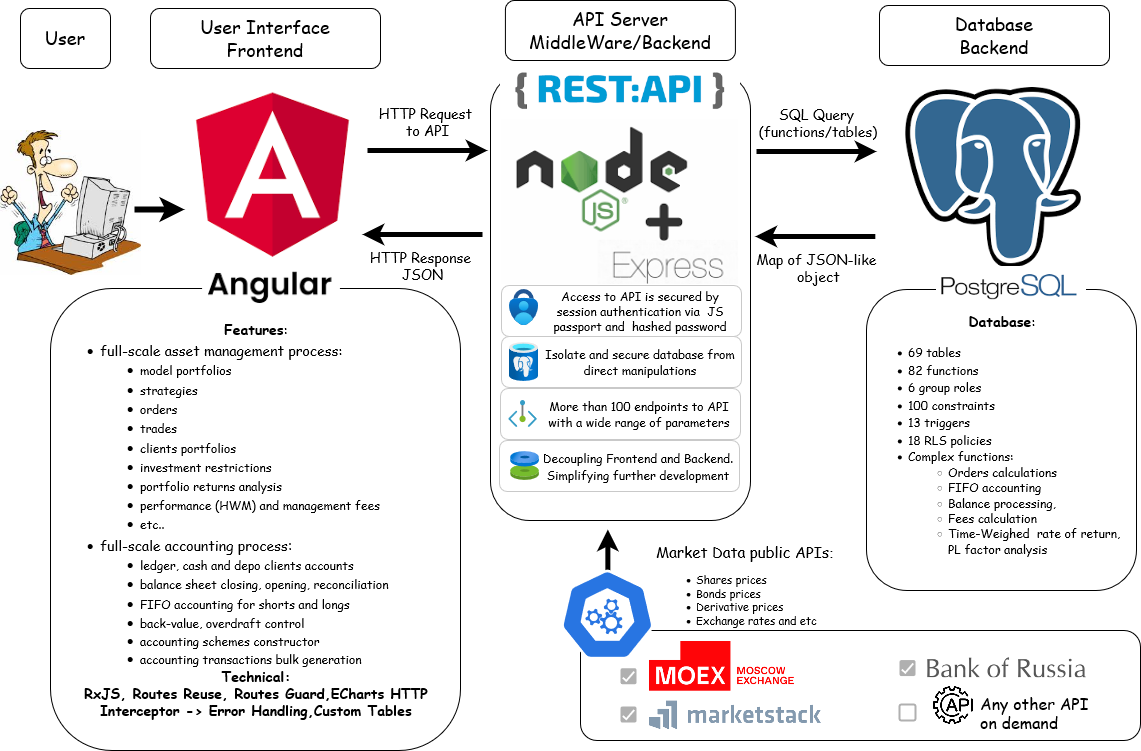 User
User Interface
Frontend
API Server
MiddleWare/Backend
Database
Backend
{ REST:API }
HTTP Request
to API
SQL Query
(functions/tables)
node
JS
+
Express
HTTP Response
JSON
Map of JSON-like
object
A
Angular
PostgreSQL
Features:
• full-scale asset management process:
• model portfolios
• strategies
• orders
• trades
• clients portfolios
• investment restrictions
• portfolio returns analysis
• performance (HWM) and management fees
• etc..
• full-scale accounting process:
• ledger, cash and depo clients accounts
• balance sheet closing, opening, reconciliation
• FIFO accounting for shorts and longs
• back-value, overdraft control
• accounting schemes constructor
• accounting transactions bulk generation
Technical:
RxJS, Routes Reuse, Routes Guard,ECharts HTTP
Interceptor -> Error Handling,Custom Tables
Access to API is secured by
session authentication via JS
passport and hashed password
Isolate and secure database from
direct manipulations
More than 100 endpoints to API
with a wide range of parameters
Decoupling Frontend and Backend.
Simplifying further development
Database:
• 69 tables
• 82 functions
• 6 group roles
• 100 constraints
• 13 triggers
• 18 RLS policies
• Complex functions:
○ Orders calculations
○ FIFO accounting
○ Balance processing,
○ Fees calculation
○ Time-Weighed rate of return,
PL factor analysis
Market Data public APIs:
• Shares prices
• Bonds prices
• Derivative prices
• Exchange rates and etc
MOEX
MOSCOW
EXCHANGE
Bank of Russia
marketstack
API
Any other API
on demand